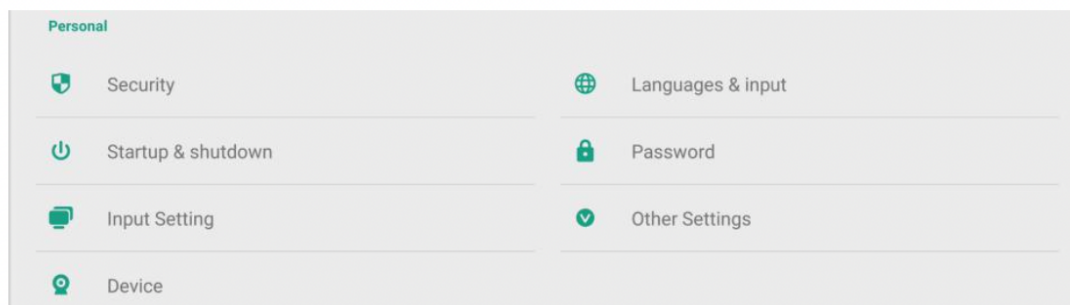 Personal
Security
Languages & input
Startup & shutdown
Password
Input Setting
Other Settings
Device